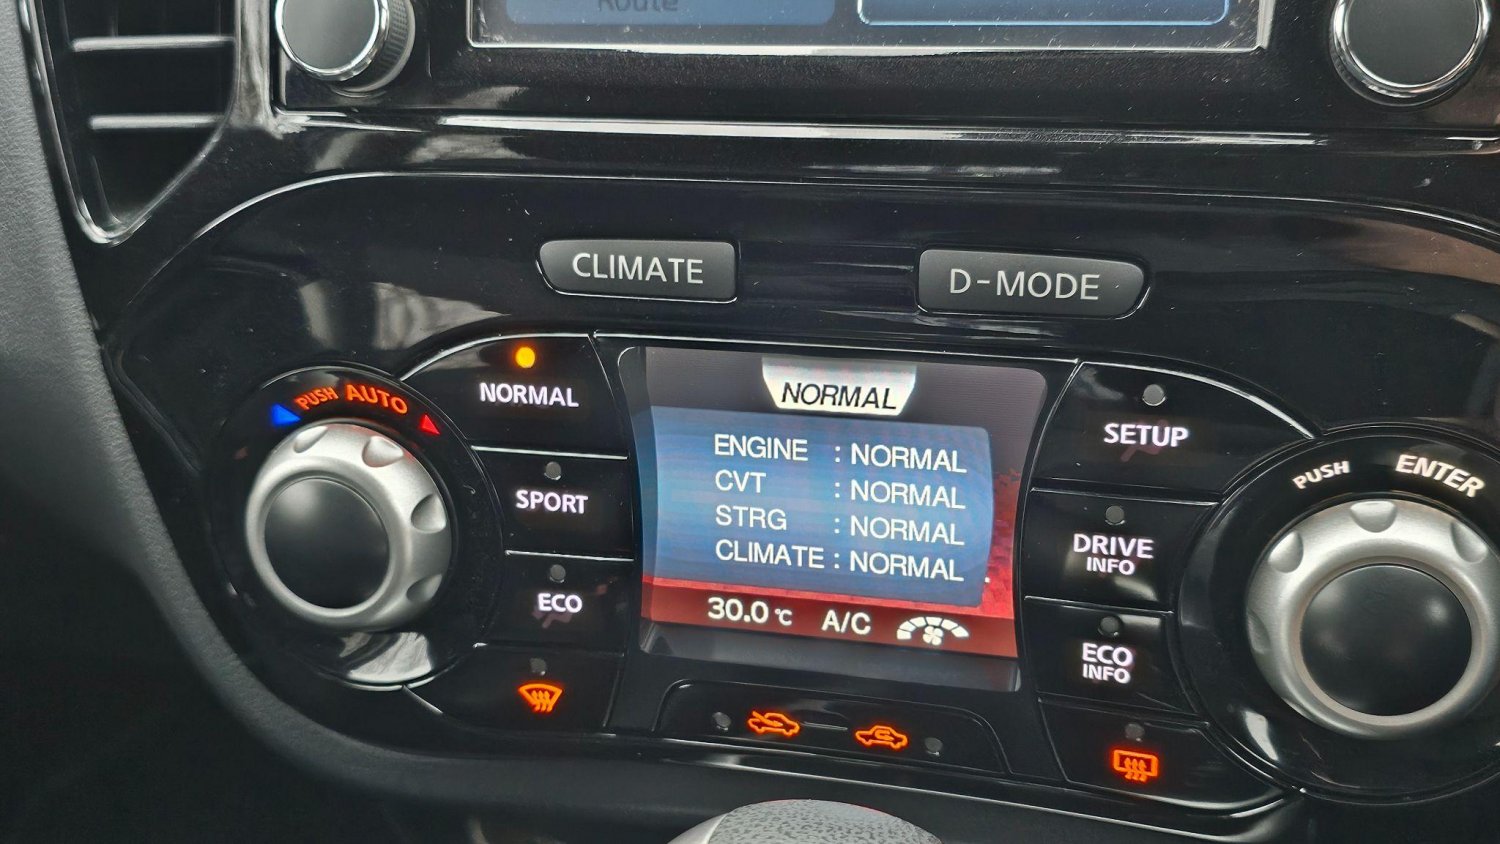 Route
CLIMATE
D-MODE
PUSH AUTO
NORMAL
SPORT
ECO
NORMAL
ENGINE : NORMAL
CVT : NORMAL
STRG : NORMAL
CLIMATE : NORMAL
30.0 °C A/C
SETUP
DRIVE
INFO
ECO
INFO
PUSH ENTER